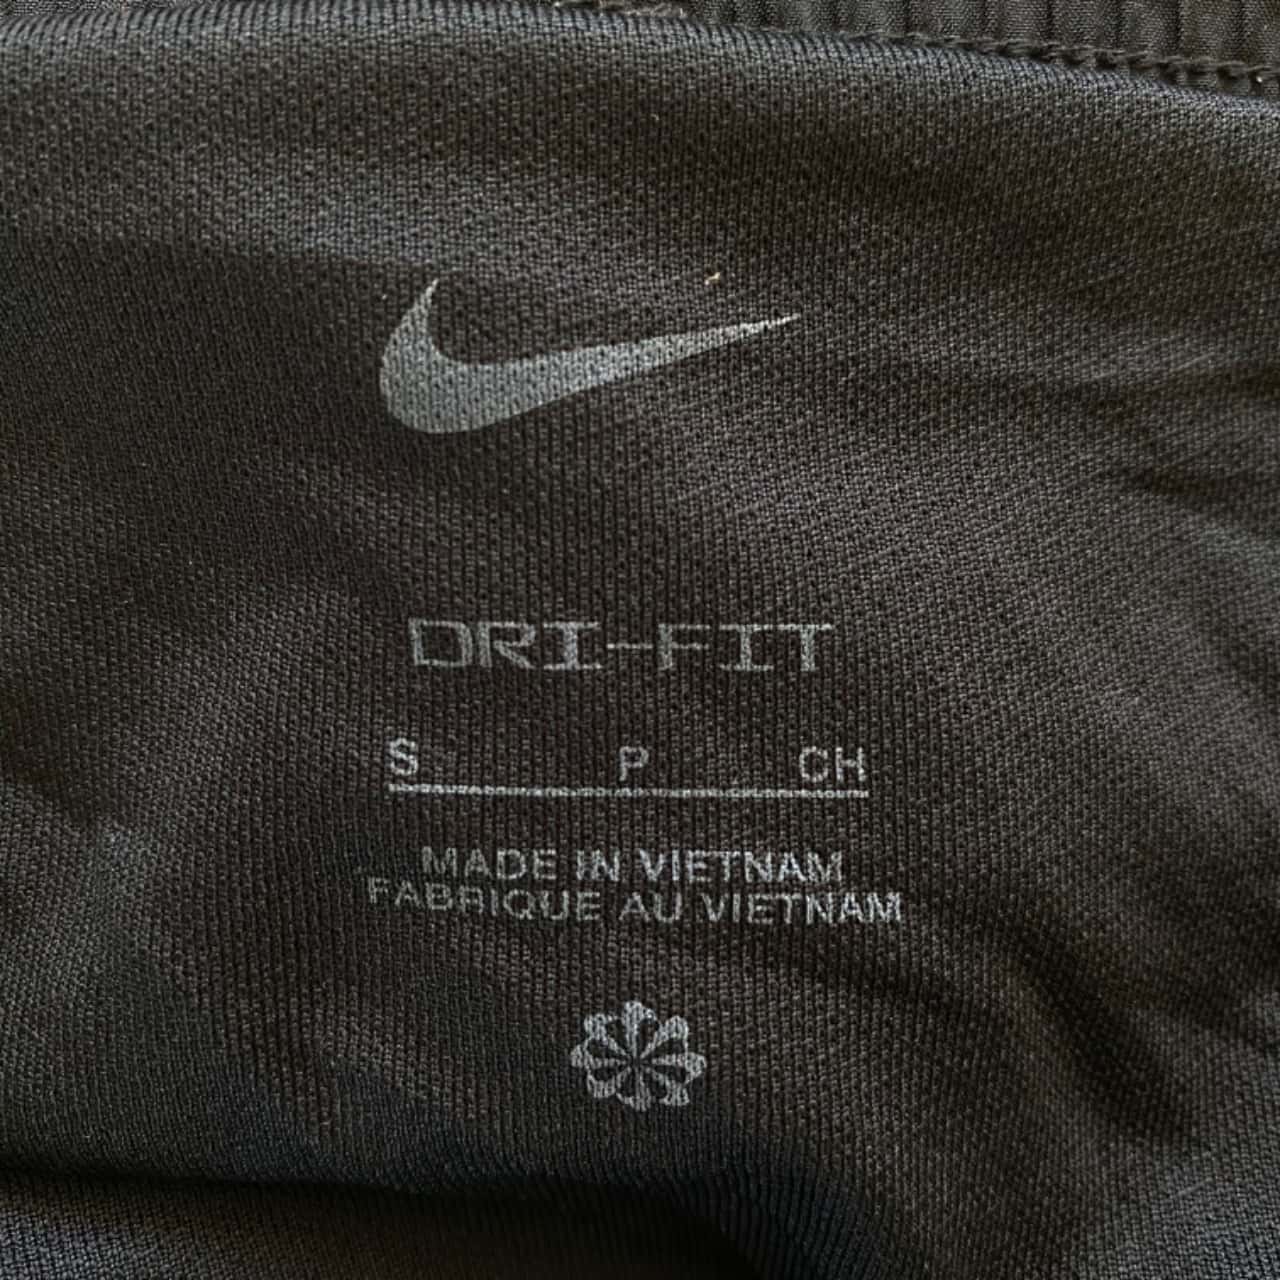 DRI-FIT
S P CH
MADE IN VIETNAM
FABRIQUE AU VIETNAM